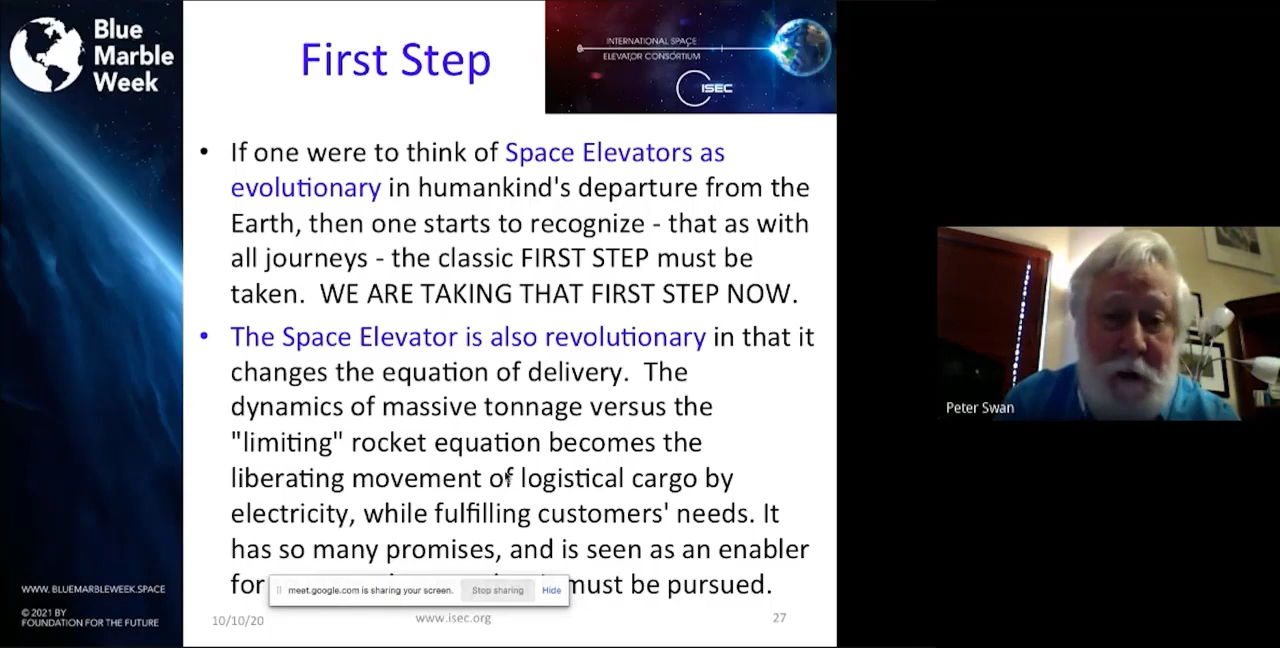 Blue
Marble
Week
First Step
INTERNATIONAL SPACE
ELEVATOR CONSORTIUM
ISEC
• If one were to think of Space Elevators as
evolutionary in humankind's departure from the
Earth, then one starts to recognize - that as with
all journeys - the classic FIRST STEP must be
taken.  WE ARE TAKING THAT FIRST STEP NOW.
• The Space Elevator is also revolutionary in that it
changes the equation of delivery.  The
dynamics of massive tonnage versus the
"limiting" rocket equation becomes the
liberating movement of logistical cargo by
electricity, while fulfilling customers' needs. It
has so many promises, and is seen as an enabler
for must be pursued.
meet.google.com is sharing your screen. Stop sharing Hide
Peter Swan
WWW.BLUEMARBLEWEEK.SPACE
© 2021 BY
FOUNDATION FOR THE FUTURE
10/10/20 www.isec.org 27